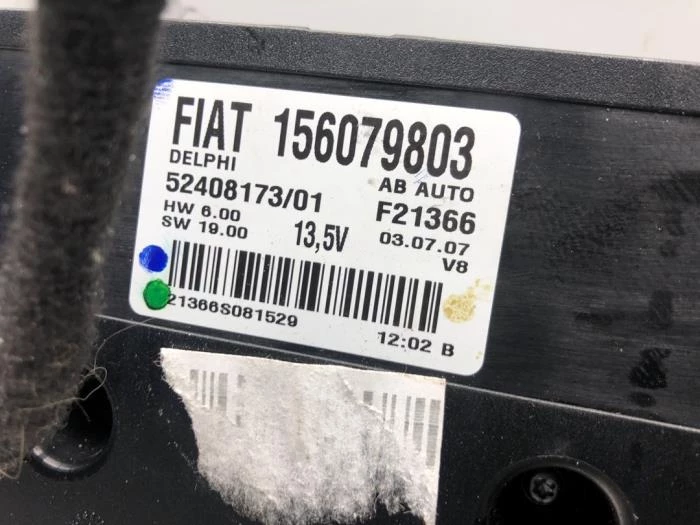 FIAT 156079803
DELPHI AB AUTO
52408173/01 F21366
HW 6.00 13,5V 03.07.07
SW 19.00 V8
21366S081529 12:02 B